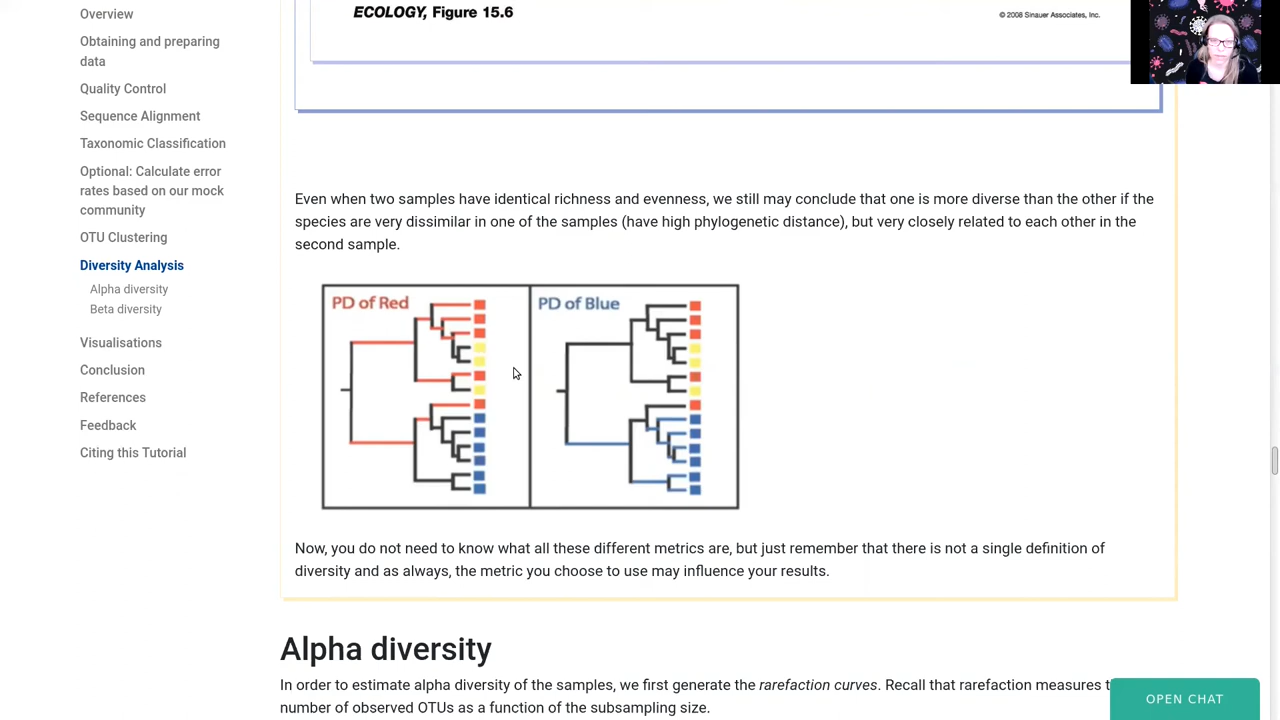 Overview
Obtaining and preparing
data
Quality Control
Sequence Alignment
Taxonomic Classification
Optional: Calculate error
rates based on our mock
community
OTU Clustering
Diversity Analysis
Alpha diversity
Beta diversity
Visualisations
Conclusion
References
Feedback
Citing this Tutorial
ECOLOGY, Figure 15.6
© 2008 Sinauer Associates, Inc.
Even when two samples have identical richness and evenness, we still may conclude that one is more diverse than the other if the
species are very dissimilar in one of the samples (have high phylogenetic distance), but very closely related to each other in the
second sample.
PD of Red
PD of Blue
Now, you do not need to know what all these different metrics are, but just remember that there is not a single definition of
diversity and as always, the metric you choose to use may influence your results.
Alpha diversity
In order to estimate alpha diversity of the samples, we first generate the rarefaction curves. Recall that rarefaction measures
number of observed OTUs as a function of the subsampling size.
OPEN CHAT